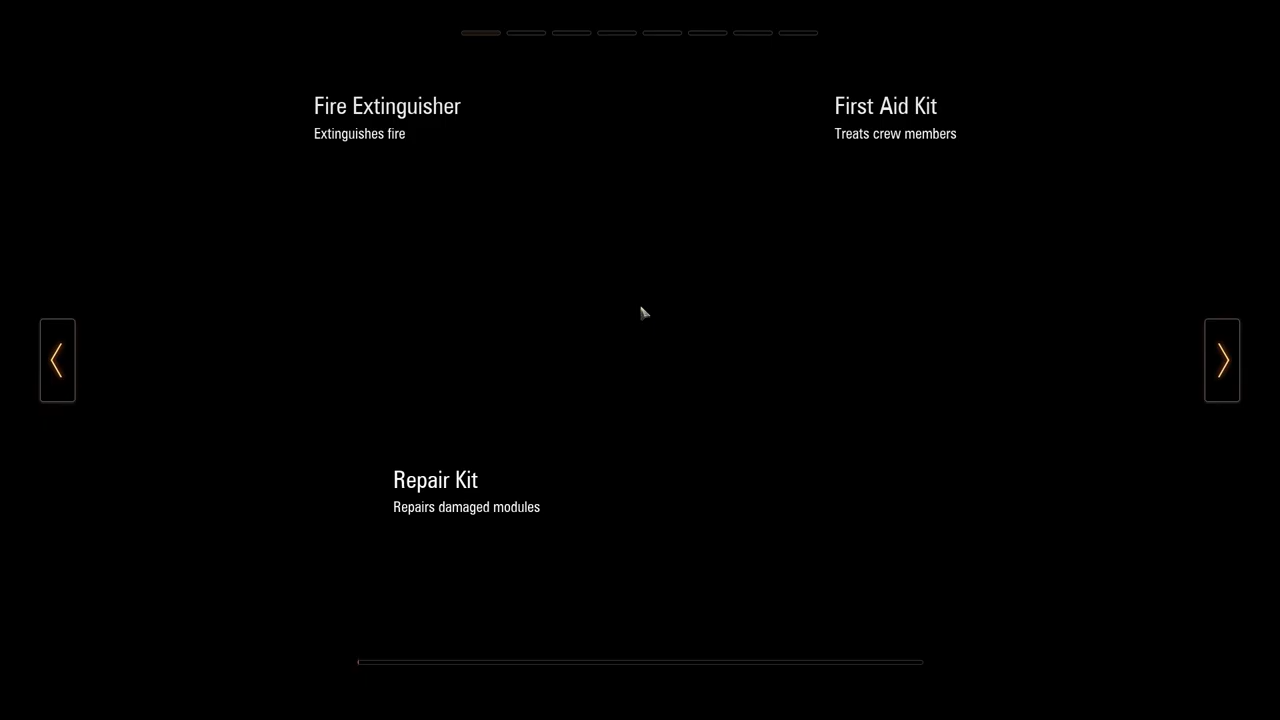 Fire Extinguisher
Extinguishes fire
First Aid Kit
Treats crew members
Repair Kit
Repairs damaged modules